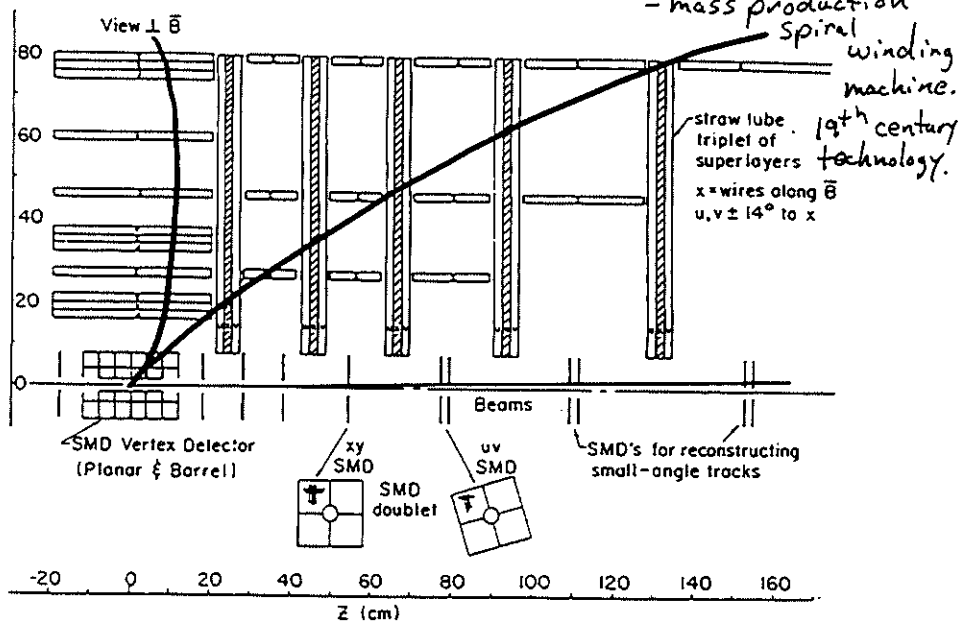 - mass production
spiral
winding
machine.
19th century
technology.
View ⊥ B̄
80
60
40
20
0
straw tube
triplet of
superlayers
x = wires along B̄
u, v ± 14° to x
Beams
SMD Vertex Detector
(Planar & Barrel)
xy
SMD
SMD
doublet
uv
SMD
SMD's for reconstructing
small-angle tracks
-20 0 20 40 60 80 100 120 140 160
Z (cm)